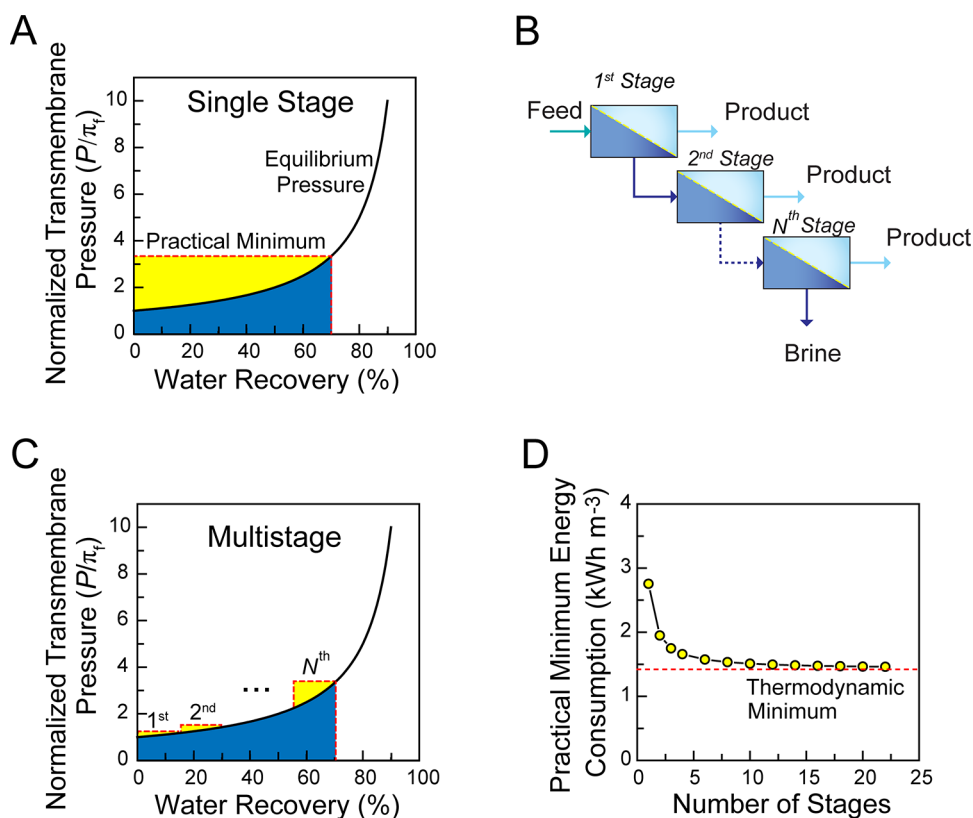 A
Single Stage
Equilibrium
Pressure
Practical Minimum
Normalized Transmembrane
Pressure (P/πf)
10
8
6
4
2
0
0 20 40 60 80 100
Water Recovery (%)
B
1st Stage
Feed
Product
2nd Stage
Product
Nth Stage
Product
Brine
C
Multistage
Nth
...
2nd
1st
Normalized Transmembrane
Pressure (P/πf)
10
8
6
4
2
0
0 20 40 60 80 100
Water Recovery (%)
D
Practical Minimum Energy
Consumption (kWh m-3)
4
3
2
1
0
Thermodynamic
Minimum
0 5 10 15 20 25
Number of Stages